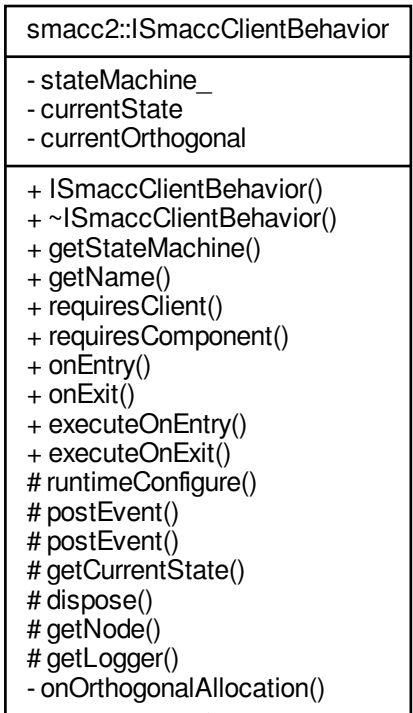 smacc2::ISmaccClientBehavior
- stateMachine_
- currentState
- currentOrthogonal
+ ISmaccClientBehavior()
+ ~ISmaccClientBehavior()
+ getStateMachine()
+ getName()
+ requiresClient()
+ requiresComponent()
+ onEntry()
+ onExit()
+ executeOnEntry()
+ executeOnExit()
# runtimeConfigure()
# postEvent()
# postEvent()
# getCurrentState()
# dispose()
# getNode()
# getLogger()
- onOrthogonalAllocation()